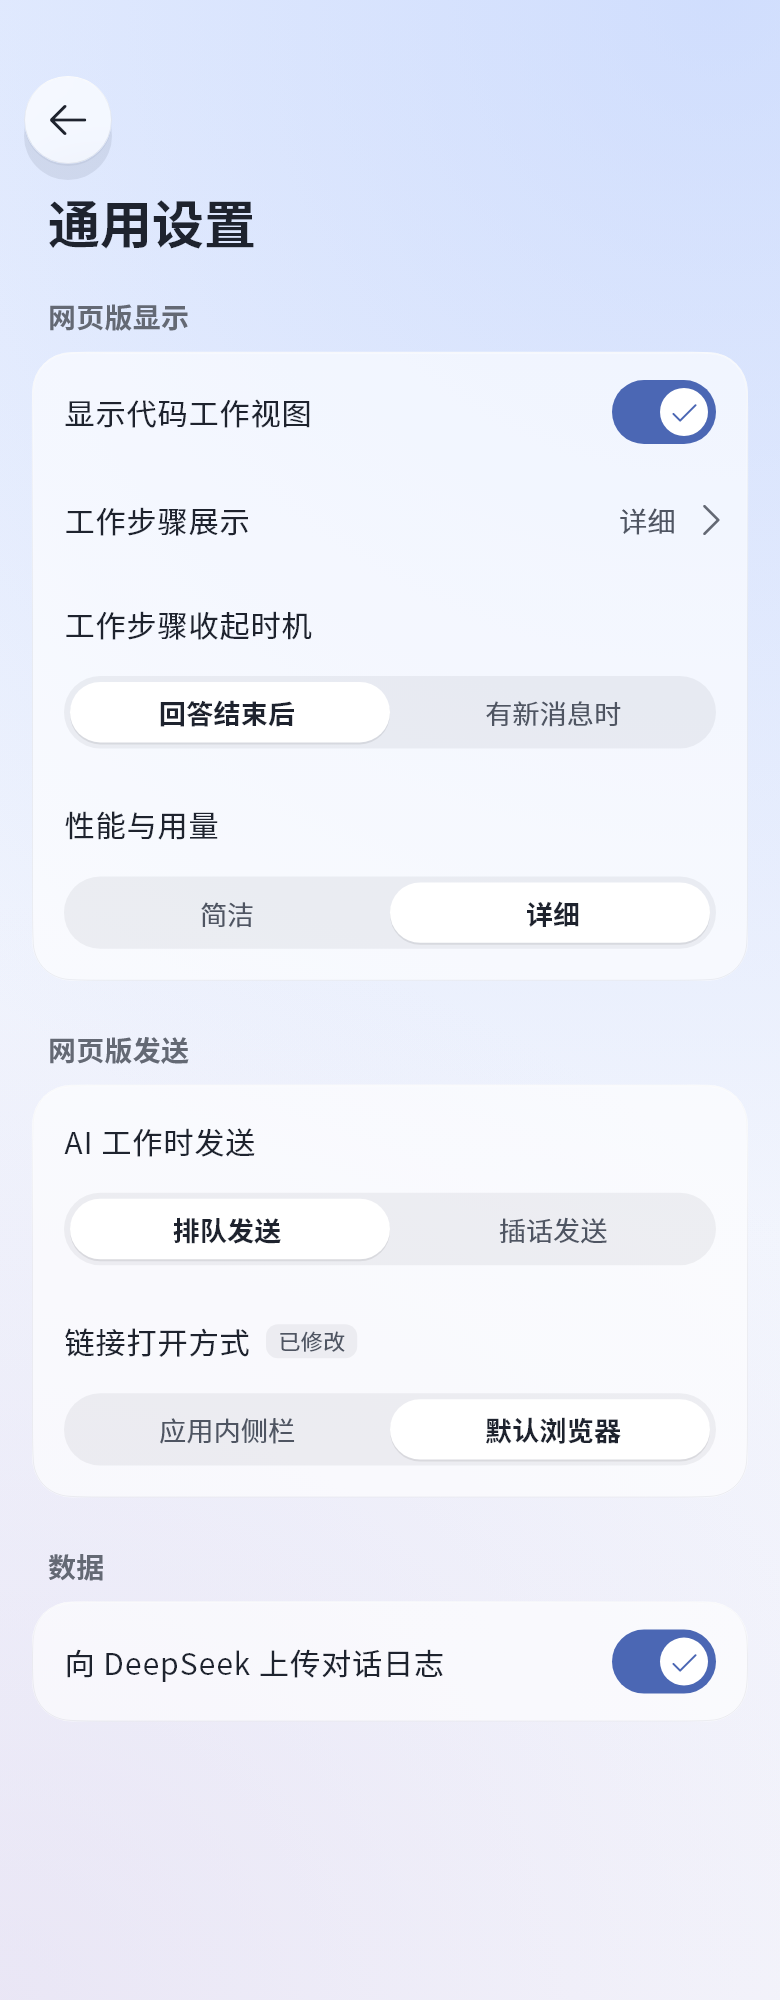 通用设置
网页版显示
显示代码工作视图
工作步骤展示 详细
工作步骤收起时机
回答结束后 有新消息时
性能与用量
简洁 详细
网页版发送
AI 工作时发送
排队发送 插话发送
链接打开方式 已修改
应用内侧栏 默认浏览器
数据
向 DeepSeek 上传对话日志